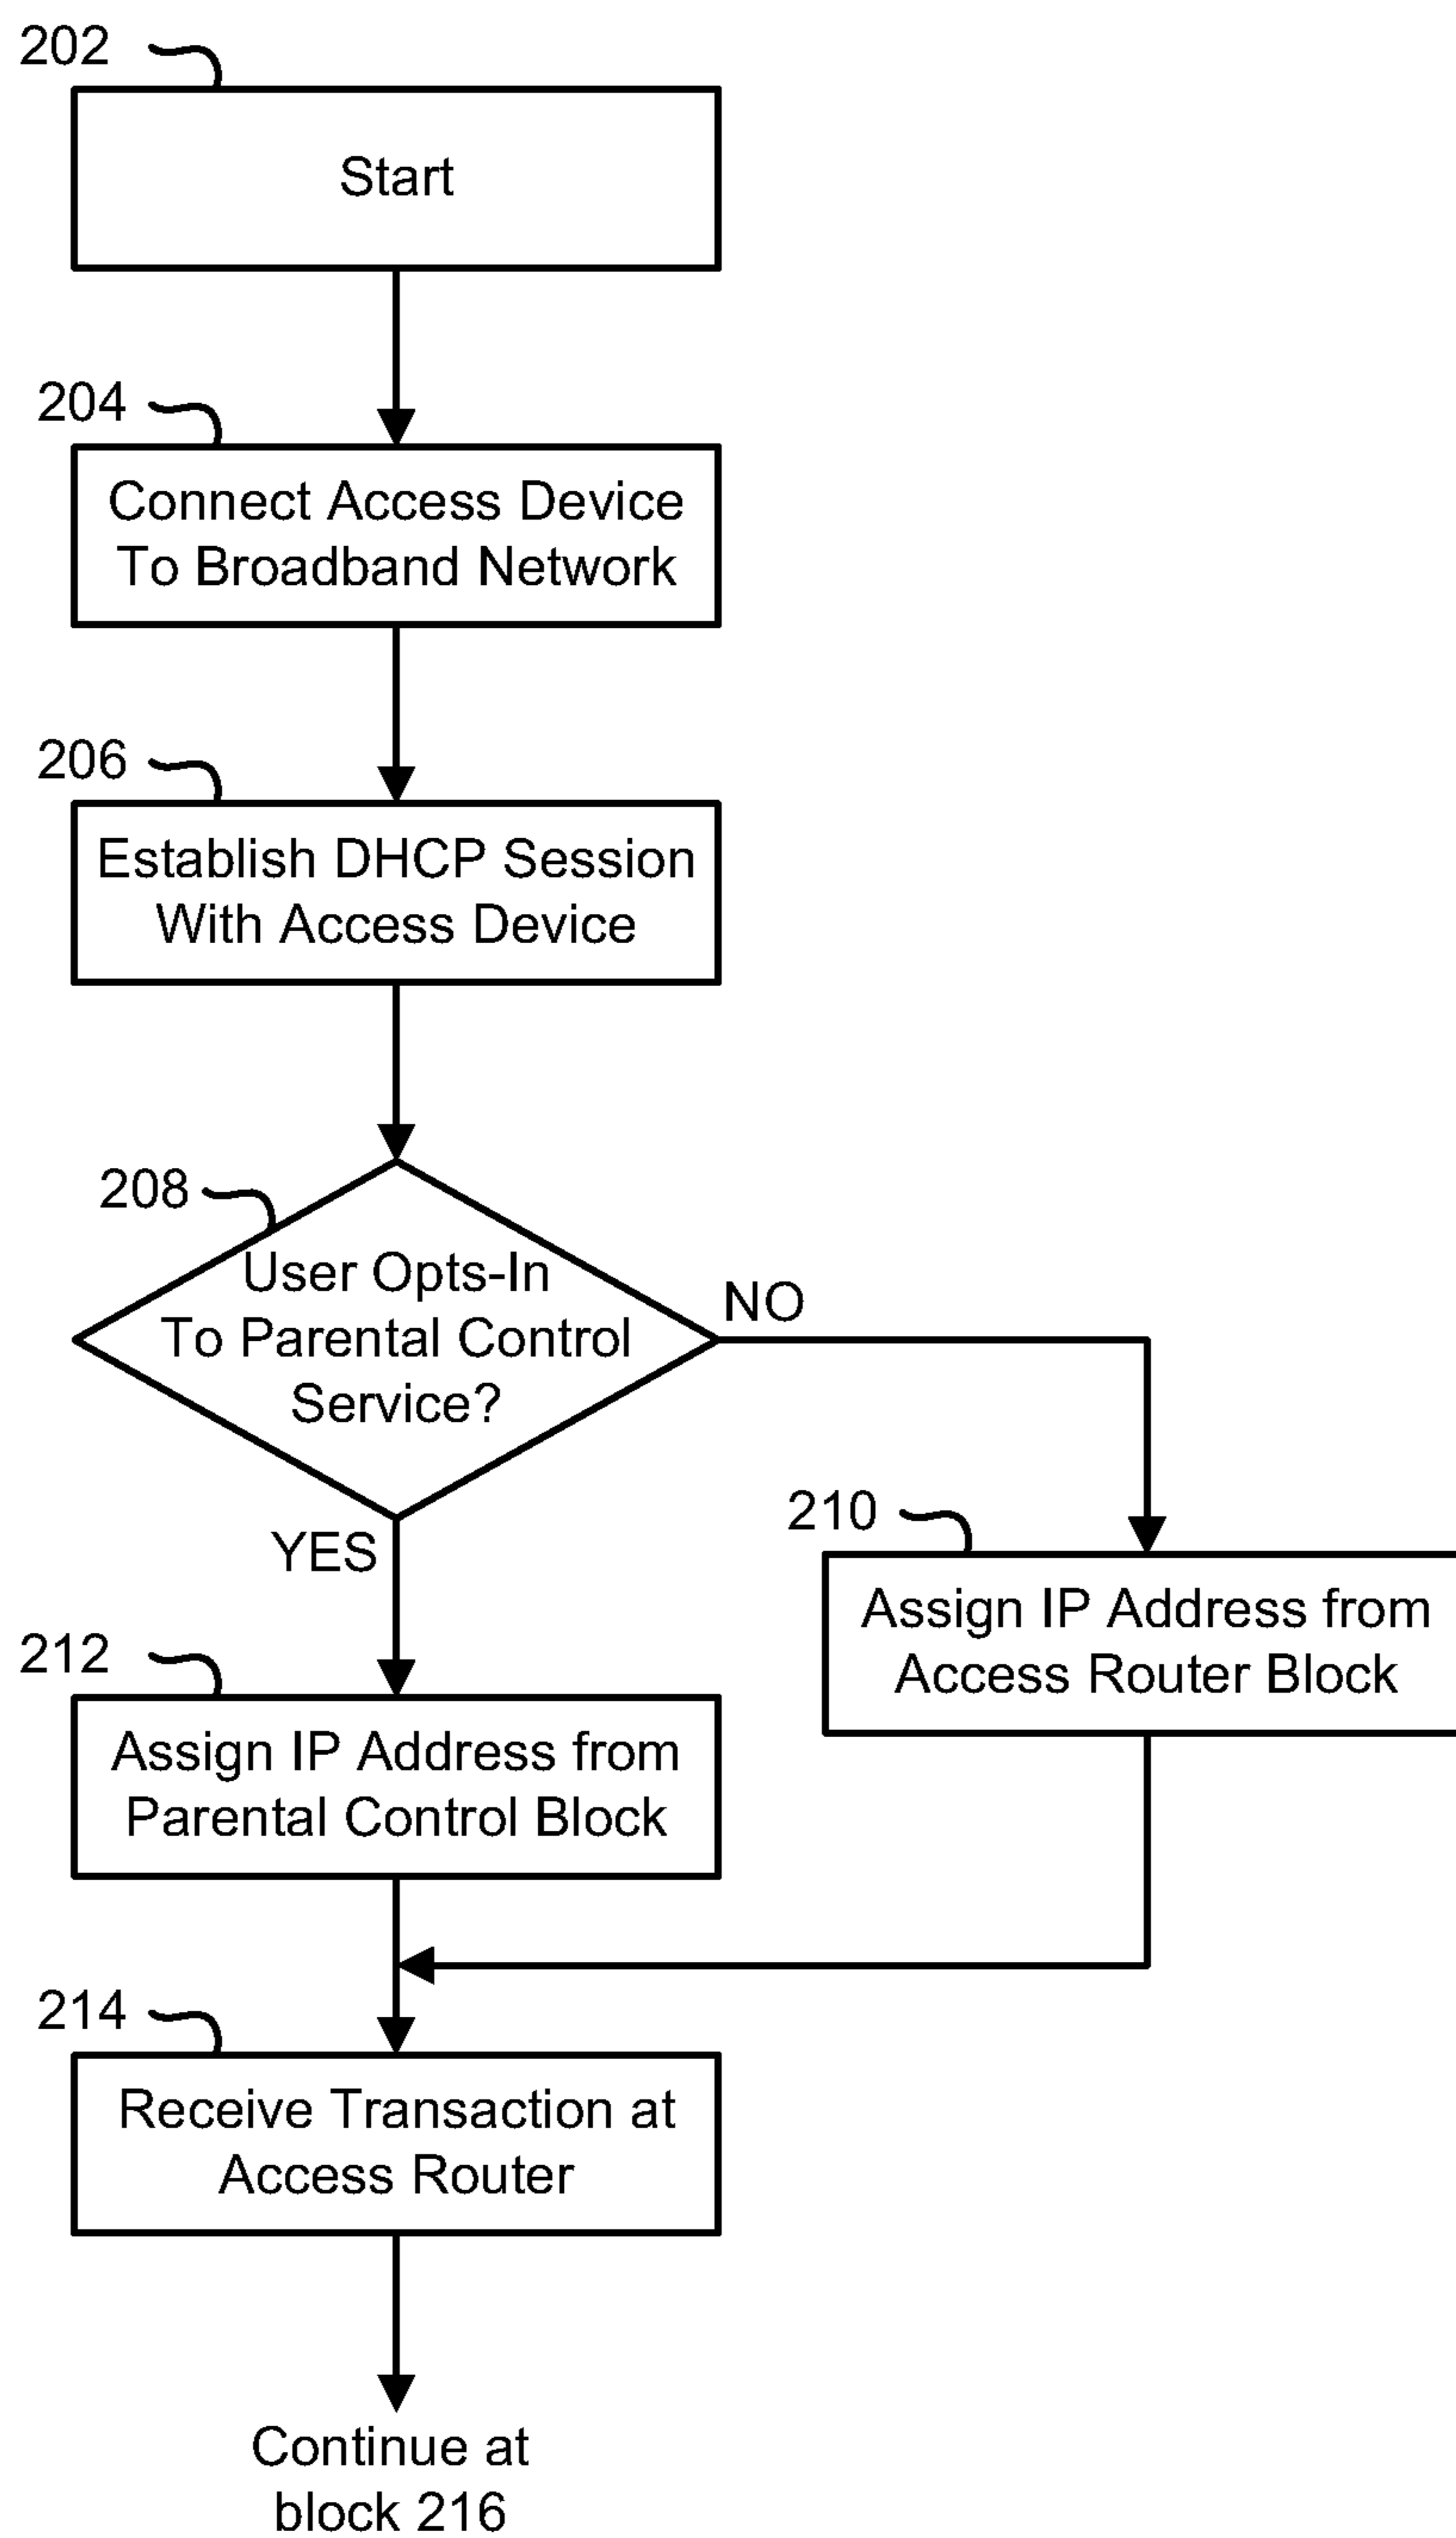 202
Start
204
Connect Access Device
To Broadband Network
206
Establish DHCP Session
With Access Device
208
User Opts-In
To Parental Control
Service?
NO
YES
210
Assign IP Address from
Access Router Block
212
Assign IP Address from
Parental Control Block
214
Receive Transaction at
Access Router
Continue at
block 216